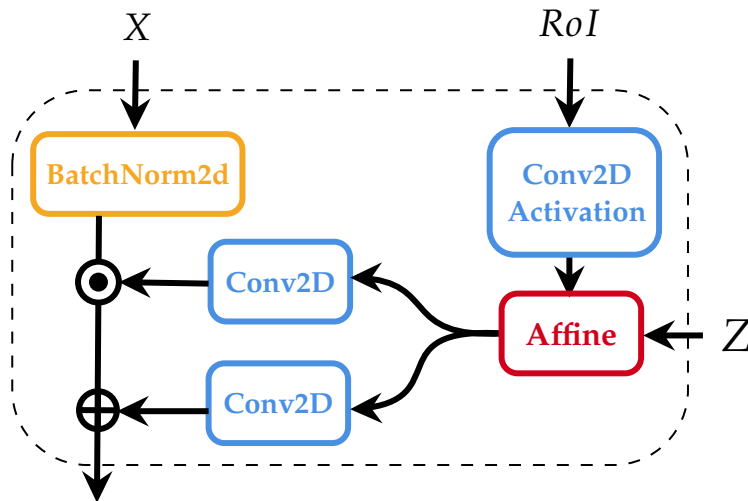 X
RoI
BatchNorm2d
Conv2D
Activation
Conv2D
Affine
Z
Conv2D